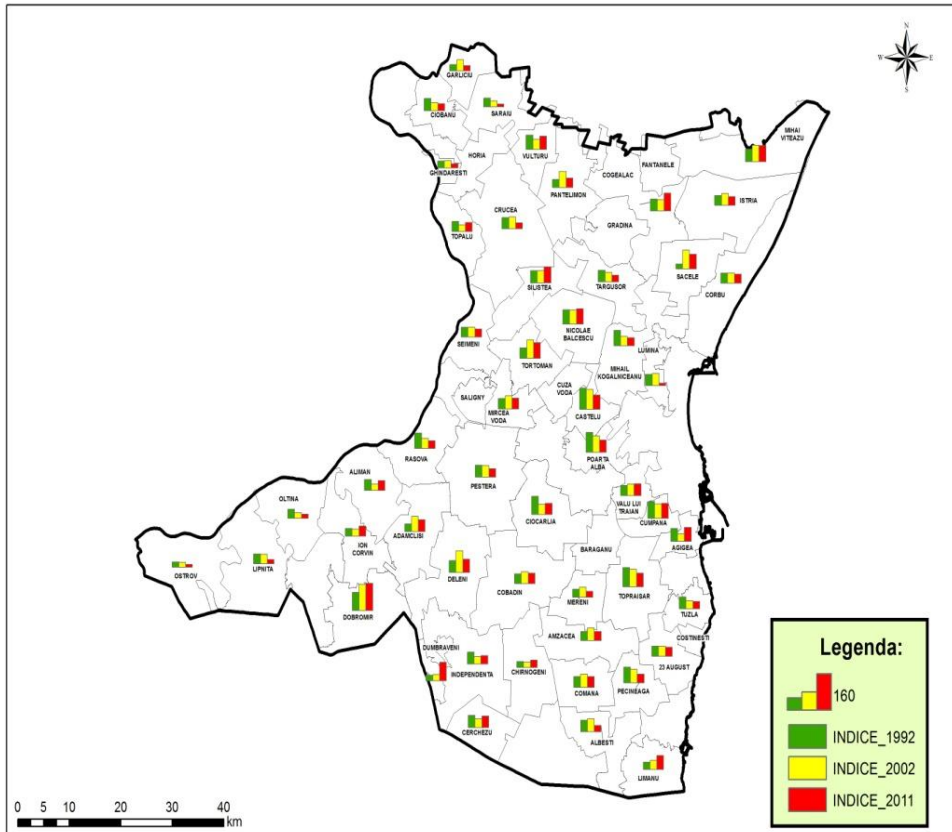 N
W
E
S
GARLICIU
CIOBANU
SARAIU
MIHAI
VITEAZU
HORIA
VULTURU
GHINDARESTI
COGEALAC
FANTANELE
PANTELIMON
ISTRIA
CRUCEA
TOPALU
GRADINA
SILISTEA
TARGUSOR
SACELE
CORBU
NICOLAE
BALCESCU
SEIMENI
LUMINA
TORTOMAN
MIHAIL
KOGALNICEANU
CUZA
VODA
SALIGNY
MIRCEA
VODA
CASTELU
RASOVA
POARTA
ALBA
ALIMAN
PESTERA
OLTINA
VALU LUI
TRAIAN
CIOCARLIA
CUMPANA
ION
CORVIN
ADAMCLISI
AGIGEA
BARAGANU
OSTROV
LIPNITA
DELENI
COBADIN
TOPRAISAR
MERENI
DOBROMIR
TUZLA
AMZACEA
COSTINESTI
DUMBRAVENI
INDEPENDENTA
CHIRNOGENI
23 AUGUST
COMANA
PECINEAGA
CERCHEZU
ALBESTI
LIMANU
Legenda:
160
INDICE_1992
INDICE_2002
INDICE_2011
0 5 10 20 30 40
km